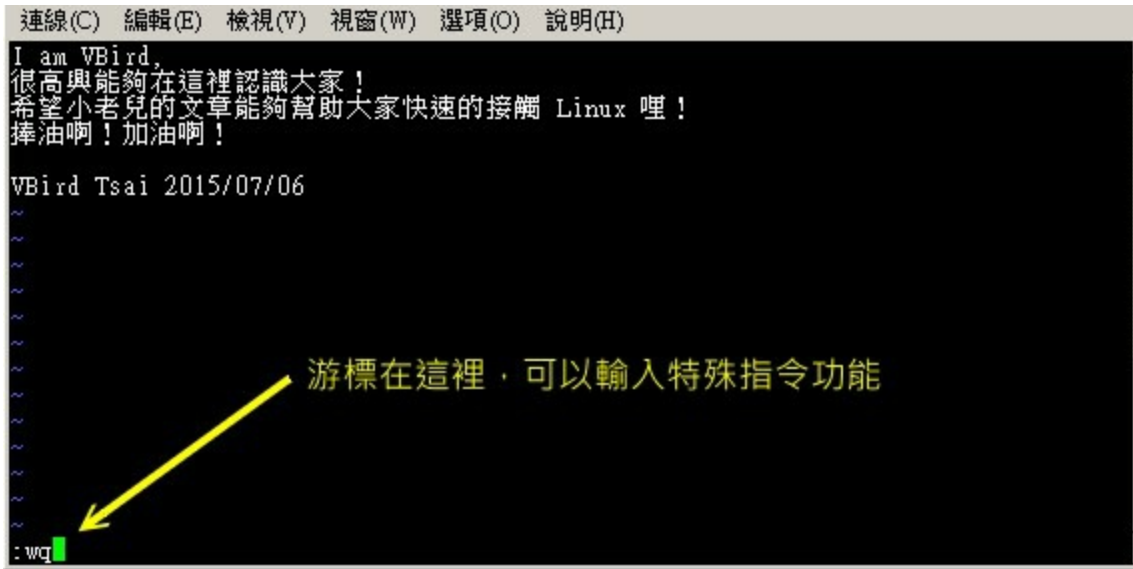 連線(C) 編輯(E) 檢視(V) 視窗(W) 選項(O) 說明(H)
I am VBird,
很高興能夠在這裡認識大家！
希望小老兒的文章能夠幫助大家快速的接觸 Linux 哩！
捧油啊！加油啊！
VBird Tsai 2015/07/06
~
~
~
~
~
~
游標在這裡，可以輸入特殊指令功能
~
~
~
~
~
~
~
:wq